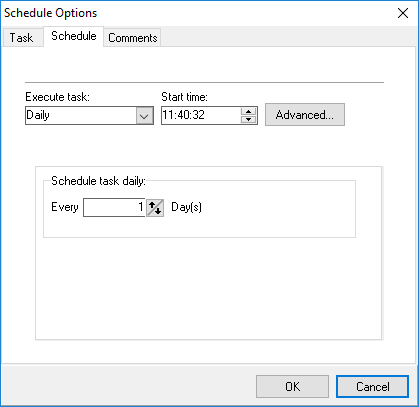 Schedule Options
Task Schedule Comments
Execute task: Start time:
Daily 11:40:32 Advanced...
Schedule task daily:
Every 1 Day(s)
OK Cancel